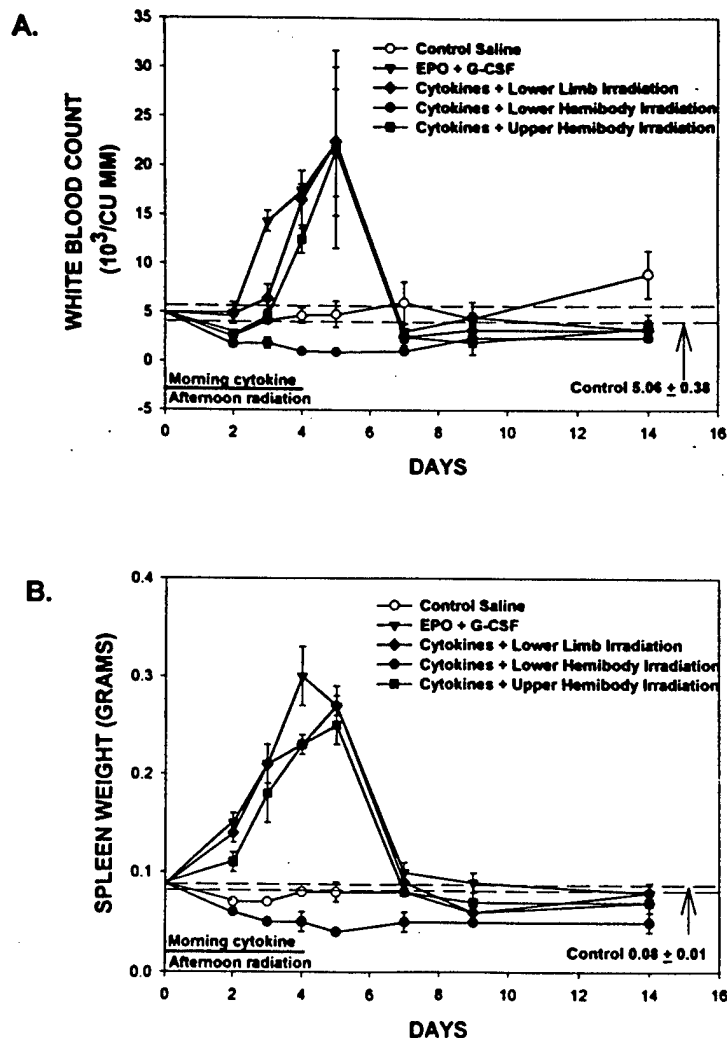 A.
35
30
25
20
15
10
5
0
-5
WHITE BLOOD COUNT
(10³/CU MM)
Control Saline
EPO + G-CSF
Cytokines + Lower Limb Irradiation
Cytokines + Lower Hemibody Irradiation
Cytokines + Upper Hemibody Irradiation
Morning cytokine
Afternoon radiation
Control 5.06 ± 0.38
0 2 4 6 8 10 12 14 16
DAYS
B.
0.4
0.3
0.2
0.1
0.0
SPLEEN WEIGHT (GRAMS)
Control Saline
EPO + G-CSF
Cytokines + Lower Limb Irradiation
Cytokines + Lower Hemibody Irradiation
Cytokines + Upper Hemibody Irradiation
Morning cytokine
Afternoon radiation
Control 0.08 ± 0.01
0 2 4 6 8 10 12 14 16
DAYS